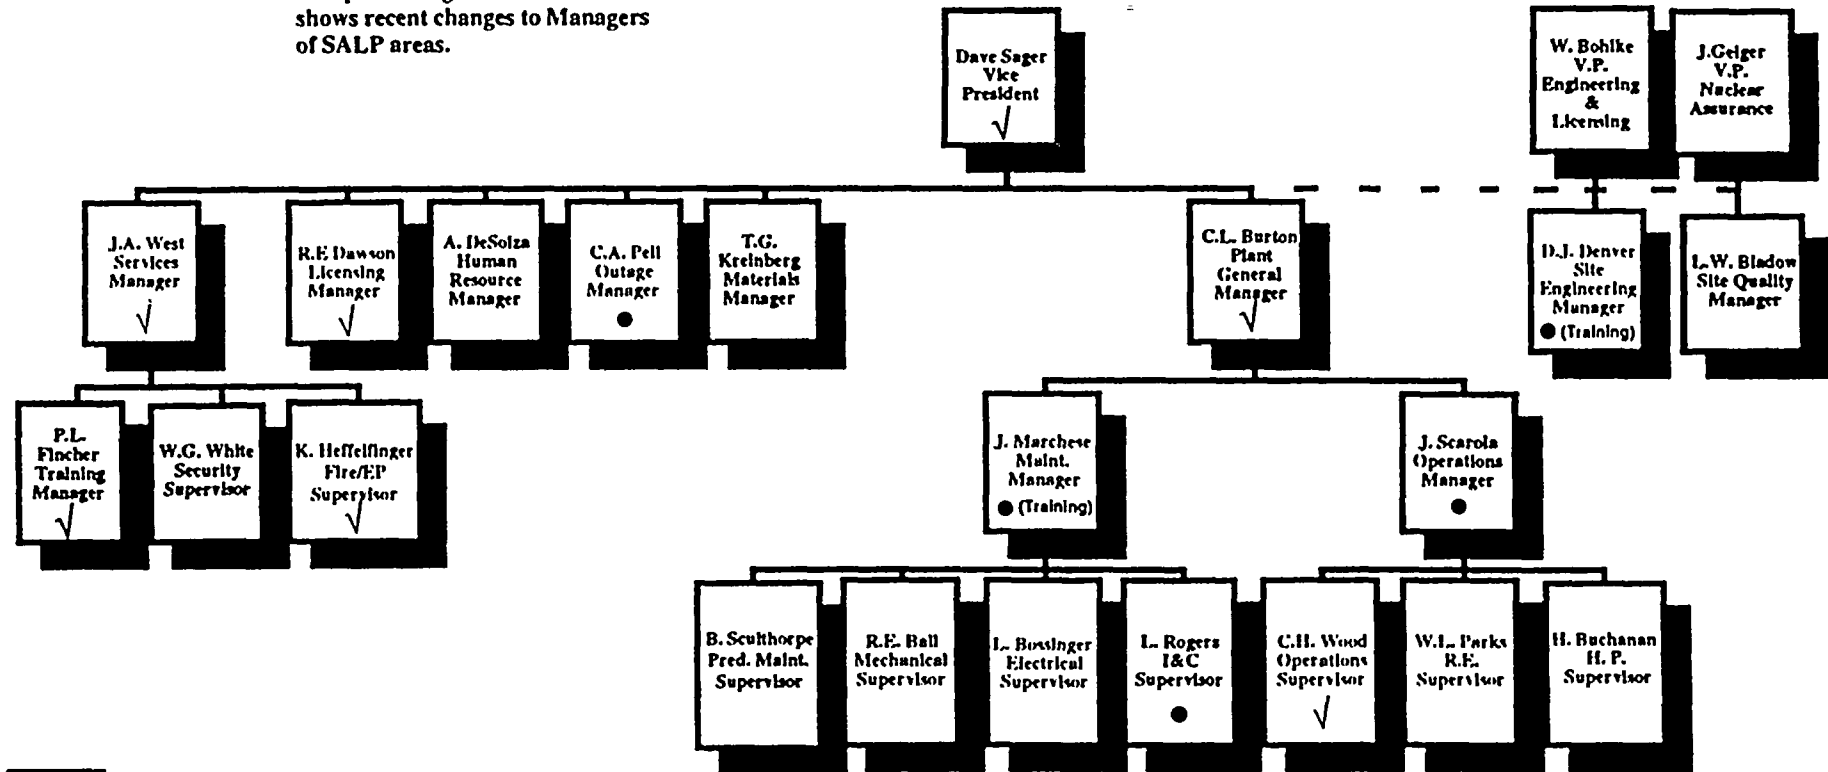 shows recent changes to Managers
of SALP areas.
Dave Sager
Vice
President
√
W. Bohlke
V.P.
Engineering
&
Licensing
J.Geiger
V.P.
Nuclear
Assurance
J.A. West
Services
Manager
√
R.F. Dawson
Licensing
Manager
√
A. DeSoiza
Human
Resource
Manager
C.A. Pell
Outage
Manager
●
T.G.
Kreinberg
Materials
Manager
C.L. Burton
Plant
General
Manager
√
D.J. Denver
Site
Engineering
Manager
● (Training)
L.W. Bladow
Site Quality
Manager
P.L.
Fincher
Training
Manager
√
W.G. White
Security
Supervisor
K. Heffelfinger
Fire/EP
Supervisor
√
J. Marchese
Maint.
Manager
● (Training)
J. Scarola
Operations
Manager
●
B. Sculthorpe
Pred. Maint.
Supervisor
R.E. Ball
Mechanical
Supervisor
L. Bossinger
Electrical
Supervisor
L. Rogers
I&C
Supervisor
●
C.H. Wood
Operations
Supervisor
√
W.L. Parks
R.E.
Supervisor
H. Buchanan
H. P.
Supervisor